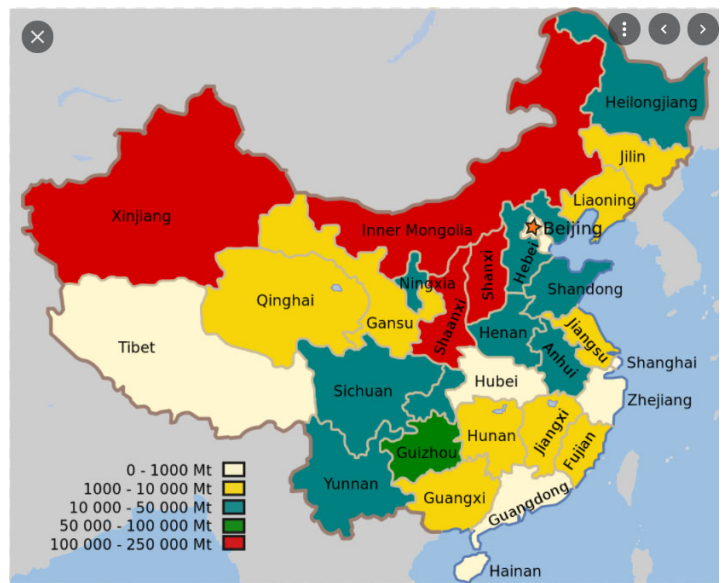 Heilongjiang
Jilin
Liaoning
Xinjiang
Inner Mongolia
Beijing
Hebei
Shanxi
Ningxia
Shandong
Qinghai
Gansu
Shaanxi
Tibet
Henan
Jiangsu
Anhui
Shanghai
Sichuan
Hubei
Zhejiang
Hunan
Jiangxi
Fujian
Guizhou
Yunnan
Guangxi
Guangdong
Hainan
0 - 1000 Mt
1000 - 10 000 Mt
10 000 - 50 000 Mt
50 000 - 100 000 Mt
100 000 - 250 000 Mt